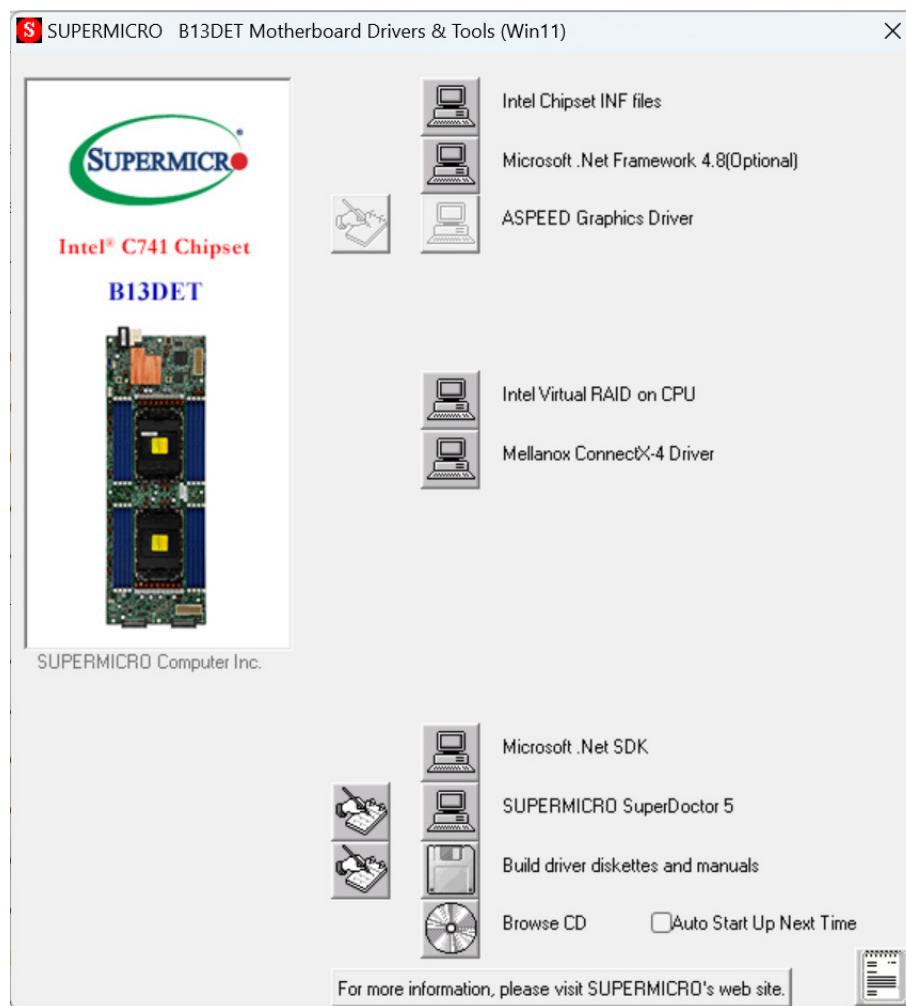 SUPERMICRO B13DET Motherboard Drivers & Tools (Win11)
SUPERMICRO
Intel® C741 Chipset
B13DET
SUPERMICRO Computer Inc.
Intel Chipset INF files
Microsoft .Net Framework 4.8(Optional)
ASPEED Graphics Driver
Intel Virtual RAID on CPU
Mellanox ConnectX-4 Driver
Microsoft .Net SDK
SUPERMICRO SuperDoctor 5
Build driver diskettes and manuals
Browse CD
Auto Start Up Next Time
For more information, please visit SUPERMICRO's web site.